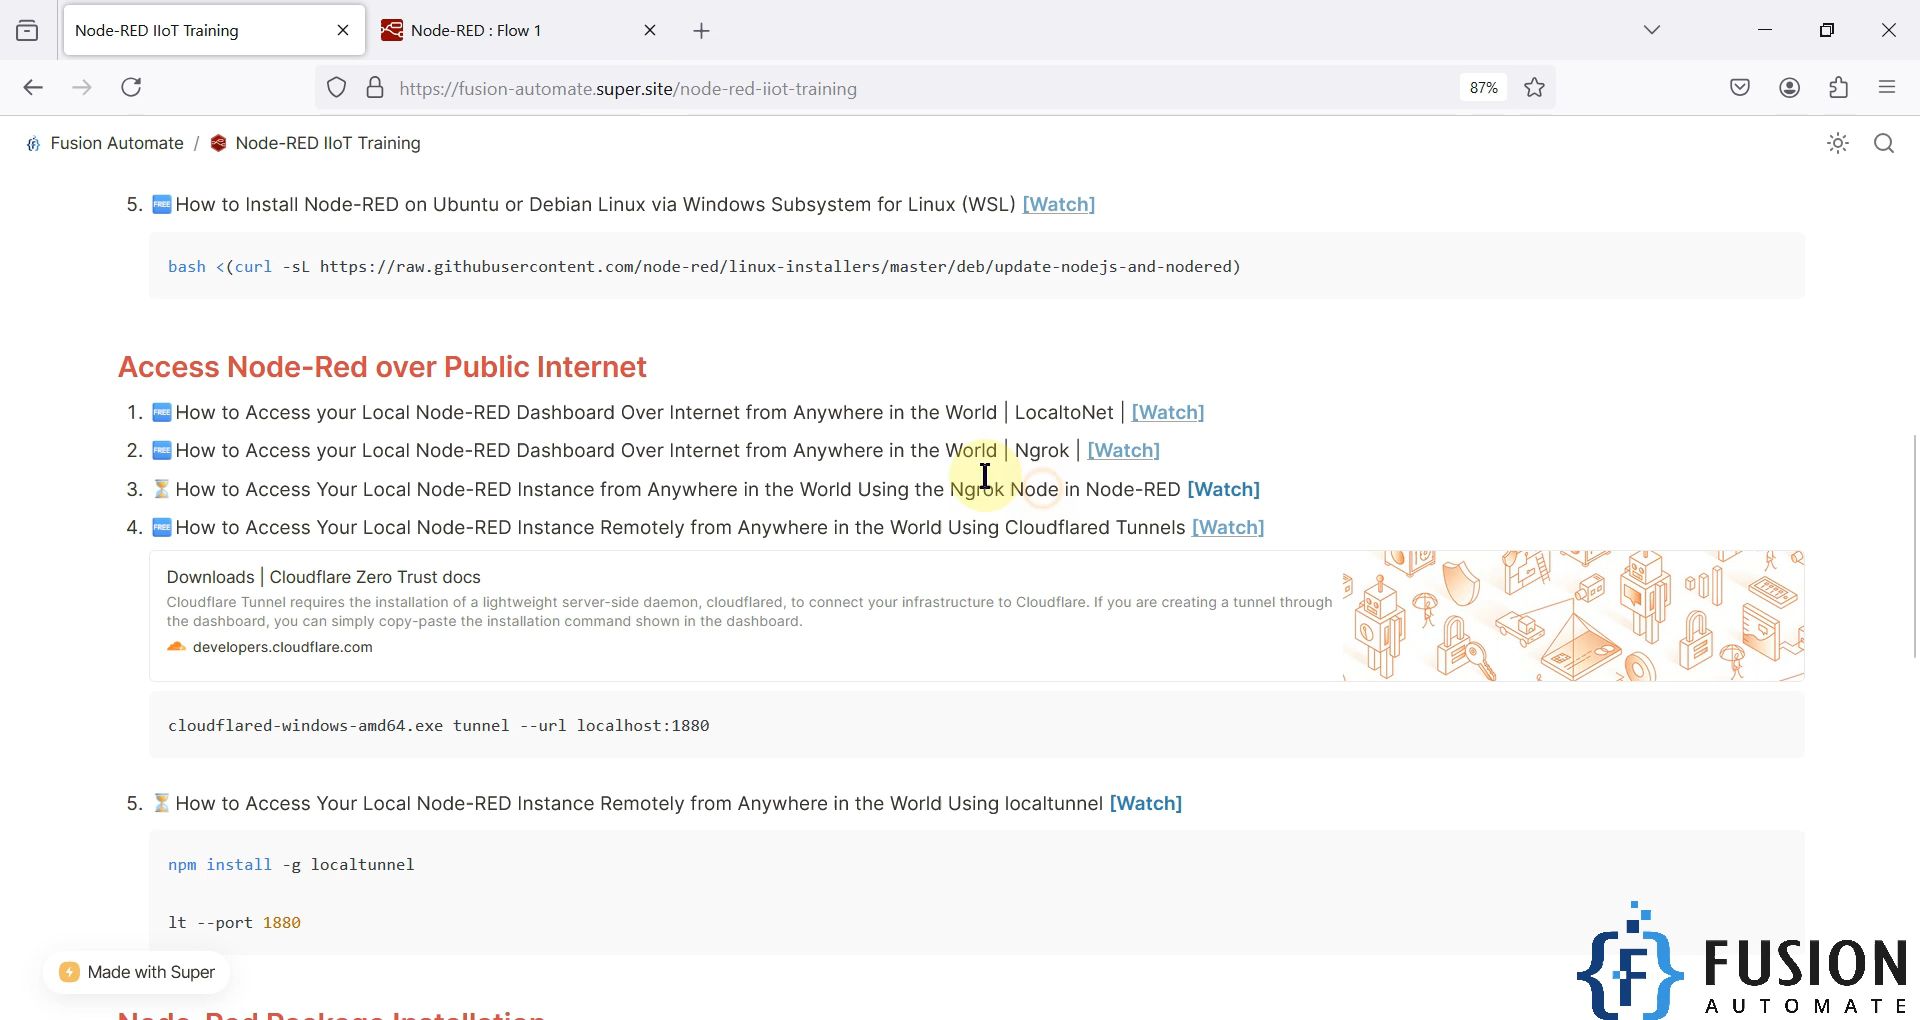 Node-RED IIoT Training
Node-RED : Flow 1
https://fusion-automate.super.site/node-red-iiot-training
87%
Fusion Automate / Node-RED IIoT Training
5. FREE How to Install Node-RED on Ubuntu or Debian Linux via Windows Subsystem for Linux (WSL) [Watch]
bash <(curl -sL https://raw.githubusercontent.com/node-red/linux-installers/master/deb/update-nodejs-and-nodered)
Access Node-Red over Public Internet
1. FREE How to Access your Local Node-RED Dashboard Over Internet from Anywhere in the World | LocaltoNet | [Watch]
2. FREE How to Access your Local Node-RED Dashboard Over Internet from Anywhere in the World | Ngrok | [Watch]
3. ⏳How to Access Your Local Node-RED Instance from Anywhere in the World Using the Ngrok Node in Node-RED [Watch]
4. FREE How to Access Your Local Node-RED Instance Remotely from Anywhere in the World Using Cloudflared Tunnels [Watch]
Downloads | Cloudflare Zero Trust docs
Cloudflare Tunnel requires the installation of a lightweight server-side daemon, cloudflared, to connect your infrastructure to Cloudflare. If you are creating a tunnel through
the dashboard, you can simply copy-paste the installation command shown in the dashboard.
developers.cloudflare.com
cloudflared-windows-amd64.exe tunnel --url localhost:1880
5. ⏳How to Access Your Local Node-RED Instance Remotely from Anywhere in the World Using localtunnel [Watch]
npm install -g localtunnel
lt --port 1880
Made with Super
Node-Red Package Installation
FUSION
AUTOMATE